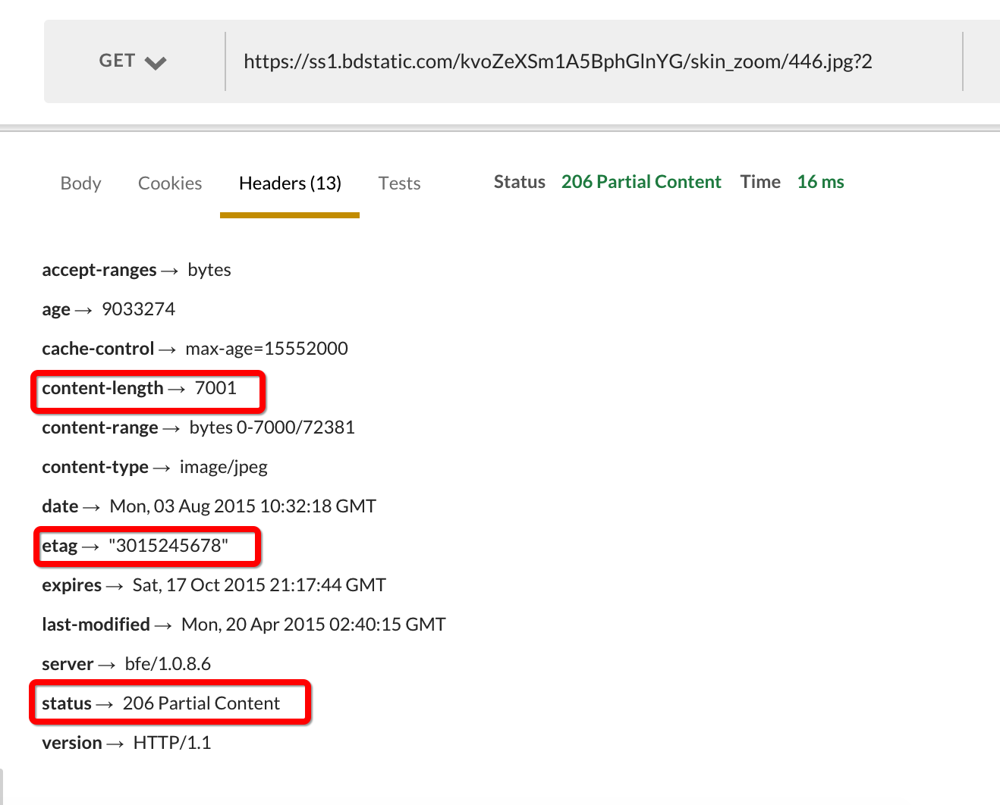 GET https://ss1.bdstatic.com/kvoZeXSm1A5BphGlnYG/skin_zoom/446.jpg?2
Body Cookies Headers (13) Tests Status 206 Partial Content Time 16 ms
accept-ranges → bytes
age → 9033274
cache-control → max-age=15552000
content-length → 7001
content-range → bytes 0-7000/72381
content-type → image/jpeg
date → Mon, 03 Aug 2015 10:32:18 GMT
etag → "3015245678"
expires → Sat, 17 Oct 2015 21:17:44 GMT
last-modified → Mon, 20 Apr 2015 02:40:15 GMT
server → bfe/1.0.8.6
status → 206 Partial Content
version → HTTP/1.1